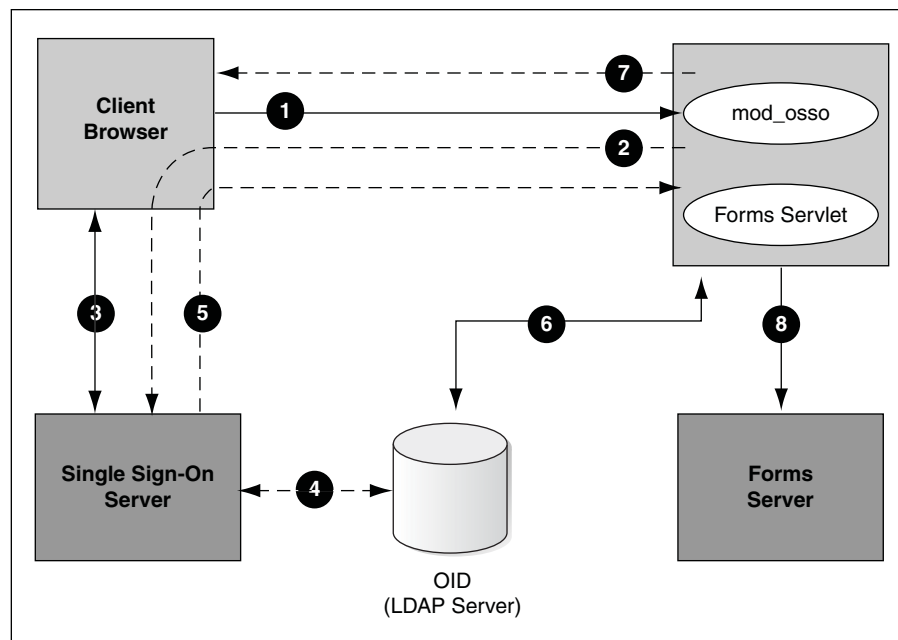 Client
Browser
7
1
mod_osso
2
Forms Servlet
3
5
6
8
Single Sign-On
Server
4
Forms
Server
OID
(LDAP Server)